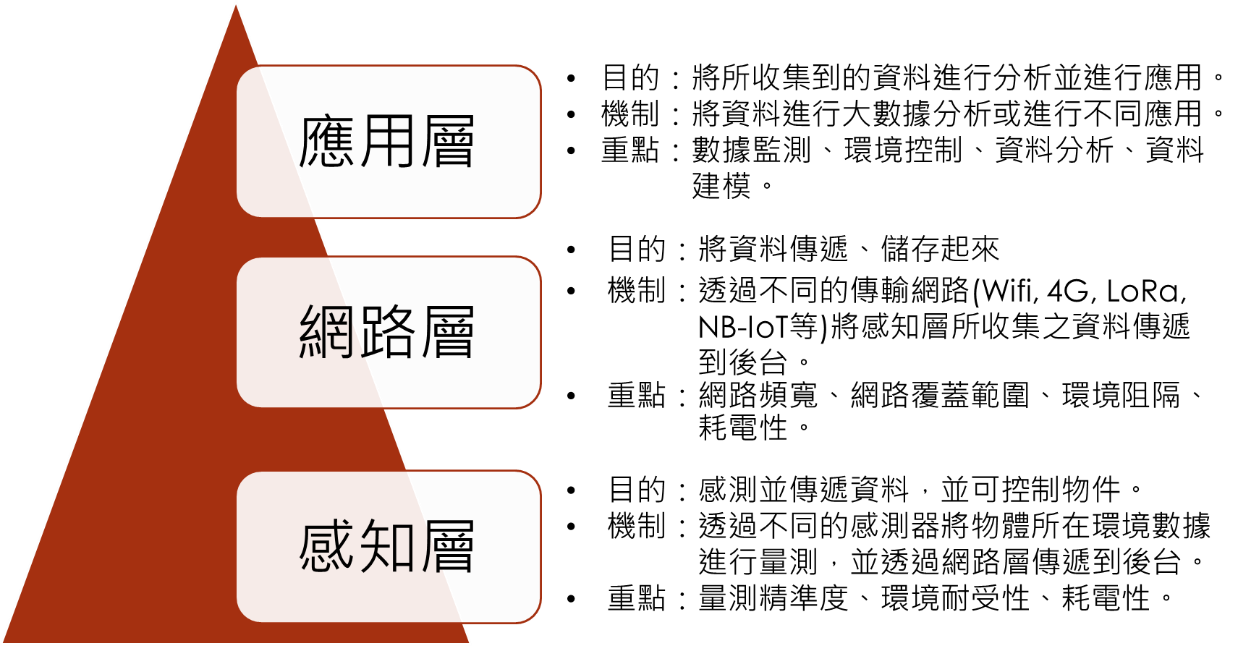 應用層
• 目的：將所收集到的資料進行分析並進行應用。
• 機制：將資料進行大數據分析或進行不同應用。
• 重點：數據監測、環境控制、資料分析、資料
建模。
網路層
• 目的：將資料傳遞、儲存起來
• 機制：透過不同的傳輸網路(Wifi, 4G, LoRa,
NB-IoT等)將感知層所收集之資料傳遞
到後台。
• 重點：網路頻寬、網路覆蓋範圍、環境阻隔、
耗電性。
感知層
• 目的：感測並傳遞資料，並可控制物件。
• 機制：透過不同的感測器將物體所在環境數據
進行量測，並透過網路層傳遞到後台。
• 重點：量測精準度、環境耐受性、耗電性。